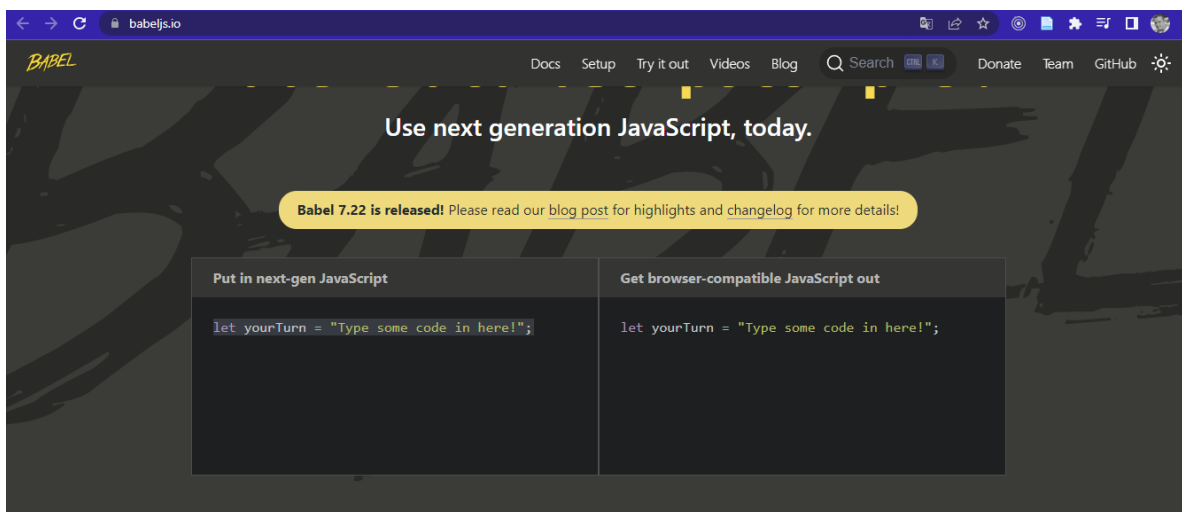 babeljs.io
BABEL
Docs Setup Try it out Videos Blog Search CTRL K Donate Team GitHub
Use next generation JavaScript, today.
Babel 7.22 is released! Please read our blog post for highlights and changelog for more details!
Put in next-gen JavaScript
Get browser-compatible JavaScript out
let yourTurn = "Type some code in here!";
let yourTurn = "Type some code in here!";